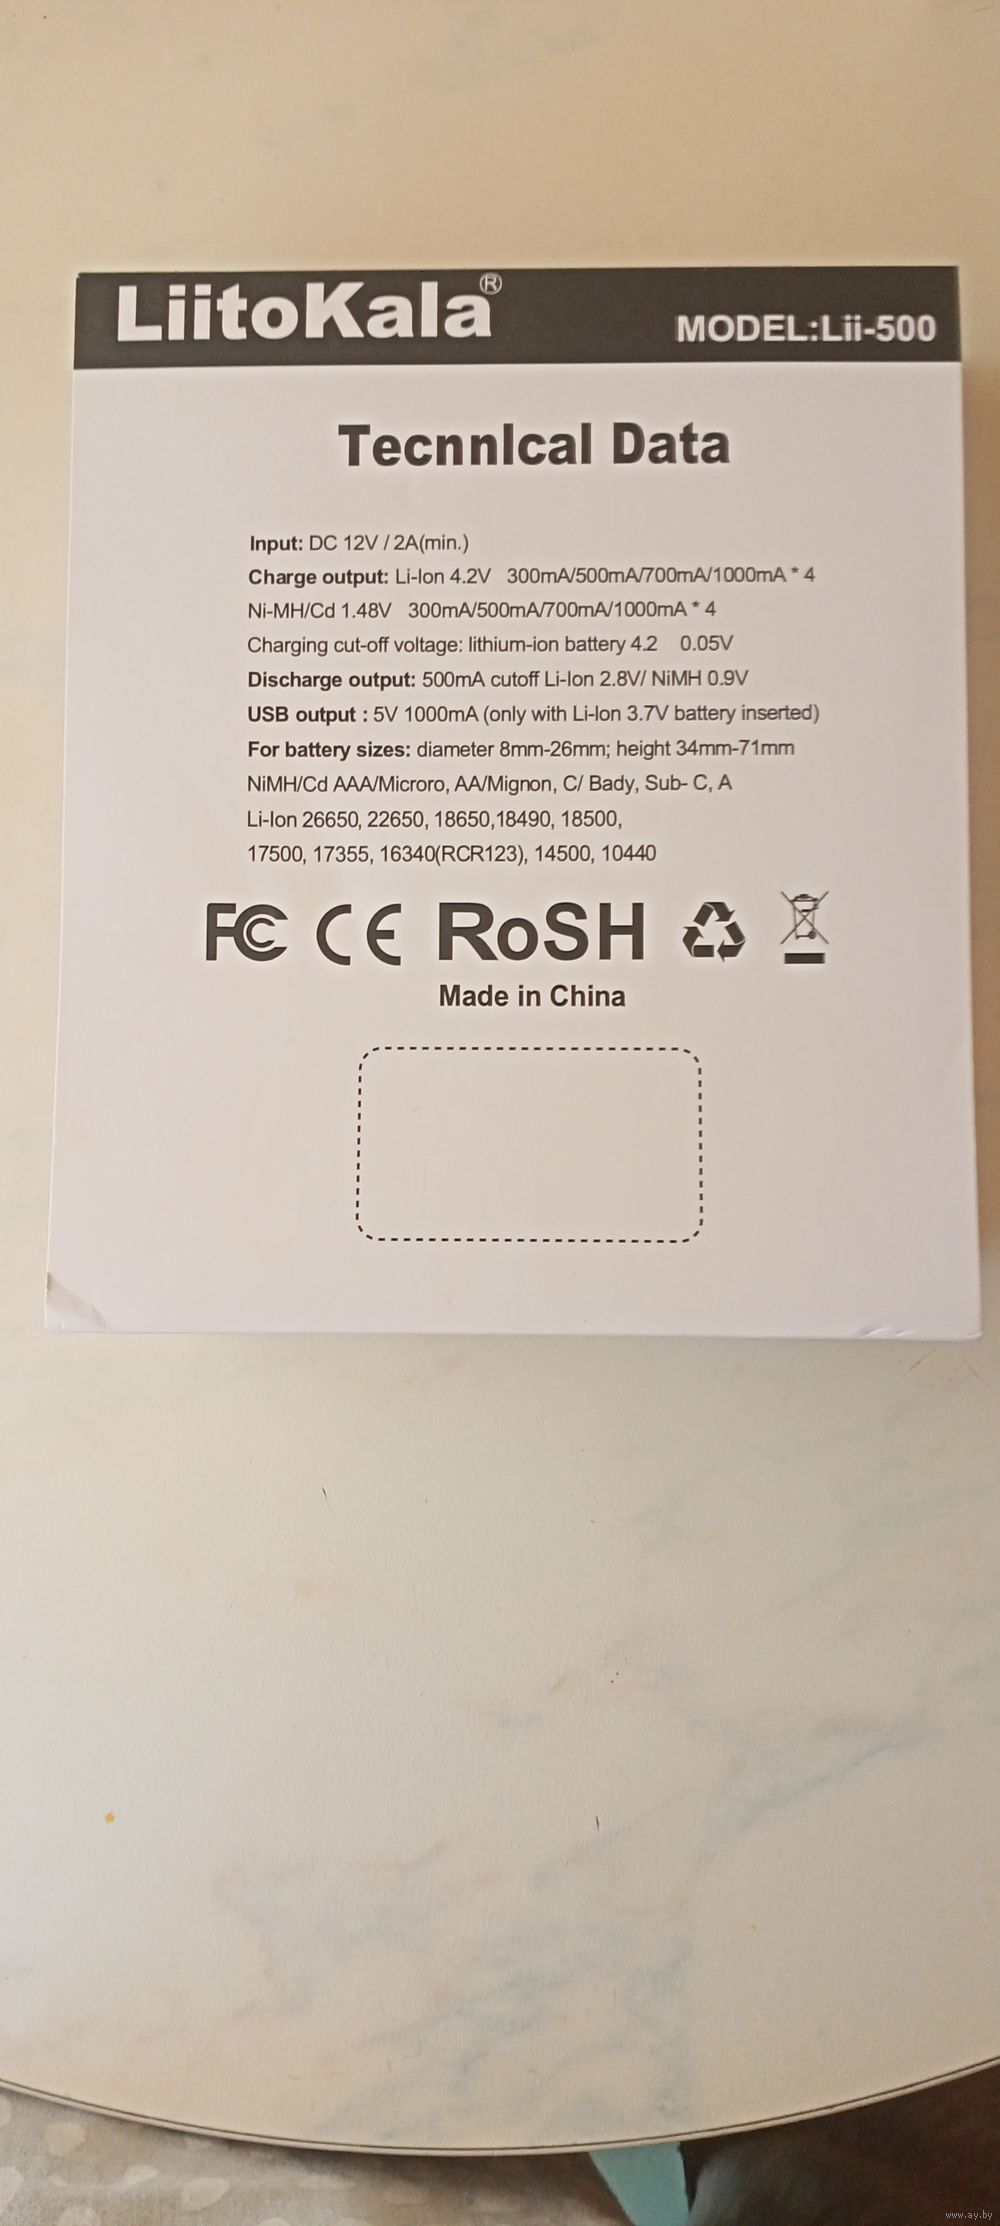 LiitoKala®
MODEL:Lii-500
Tecnnlcal Data
Input: DC 12V / 2A(min.)
Charge output: Li-Ion 4.2V 300mA/500mA/700mA/1000mA * 4
Ni-MH/Cd 1.48V 300mA/500mA/700mA/1000mA * 4
Charging cut-off voltage: lithium-ion battery 4.2 0.05V
Discharge output: 500mA cutoff Li-Ion 2.8V/ NiMH 0.9V
USB output : 5V 1000mA (only with Li-Ion 3.7V battery inserted)
For battery sizes: diameter 8mm-26mm; height 34mm-71mm
NiMH/Cd AAA/Microro, AA/Mignon, C/ Bady, Sub- C, A
Li-Ion 26650, 22650, 18650,18490, 18500,
17500, 17355, 16340(RCR123), 14500, 10440
FC CE RoSH
Made in China
www.ay.by